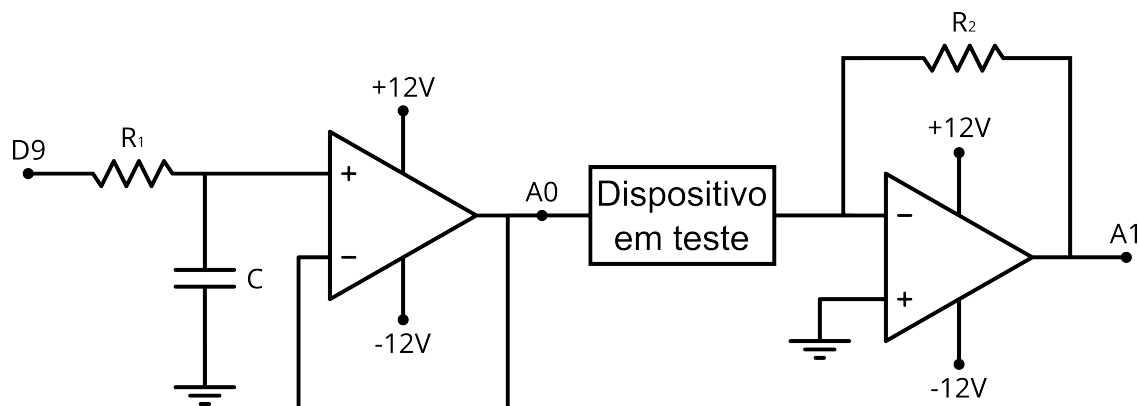 D9
R₁
C
+12V
+
−
-12V
A0
Dispositivo
em teste
R₂
+12V
−
+
-12V
A1